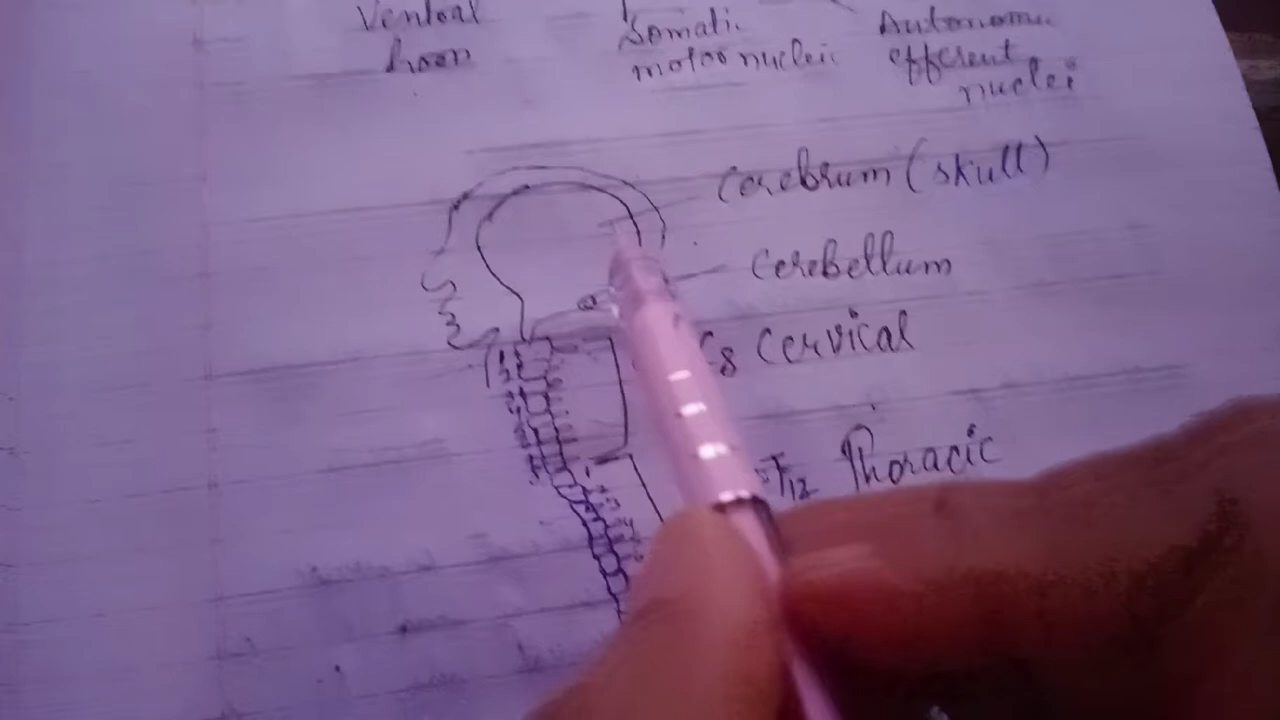 Ventral
horn
Somatic
motor nuclei
Autonomic
efferent
nuclei
Cerebrum (skull)
Cerebellum
C8 Cervical
T12 Thoracic